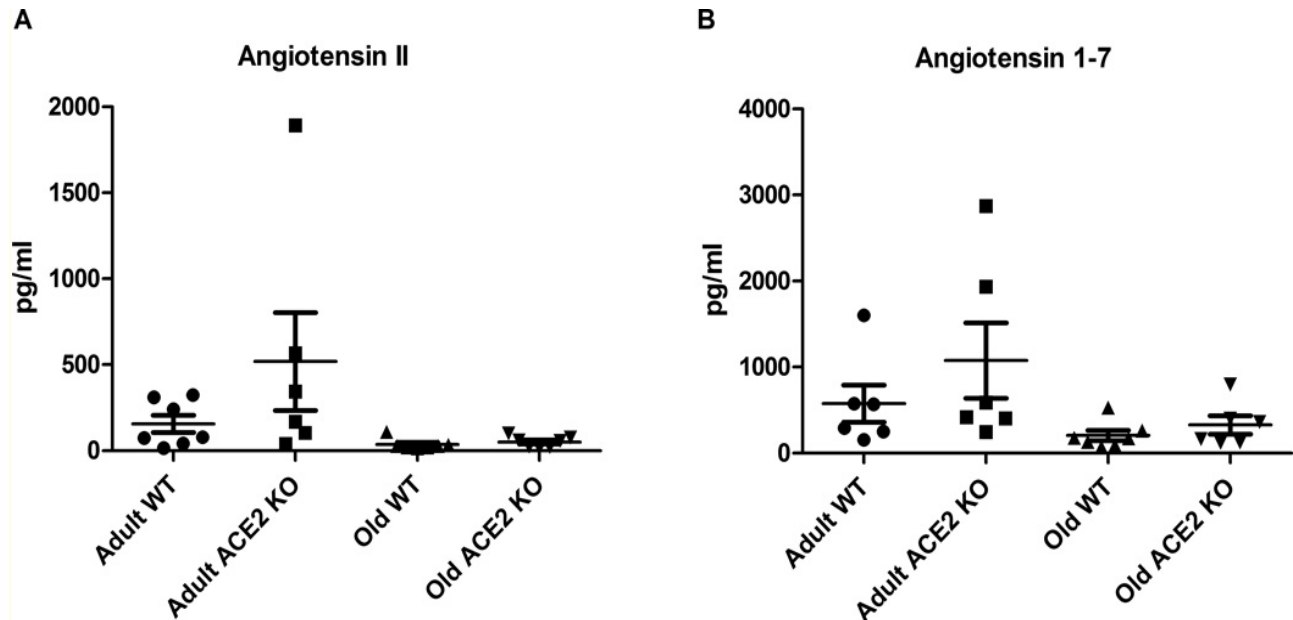 A
Angiotensin II
2000
1500
1000
500
0
pg/ml
Adult WT
Adult ACE2 KO
Old WT
Old ACE2 KO
B
Angiotensin 1-7
4000
3000
2000
1000
0
pg/ml
Adult WT
Adult ACE2 KO
Old WT
Old ACE2 KO